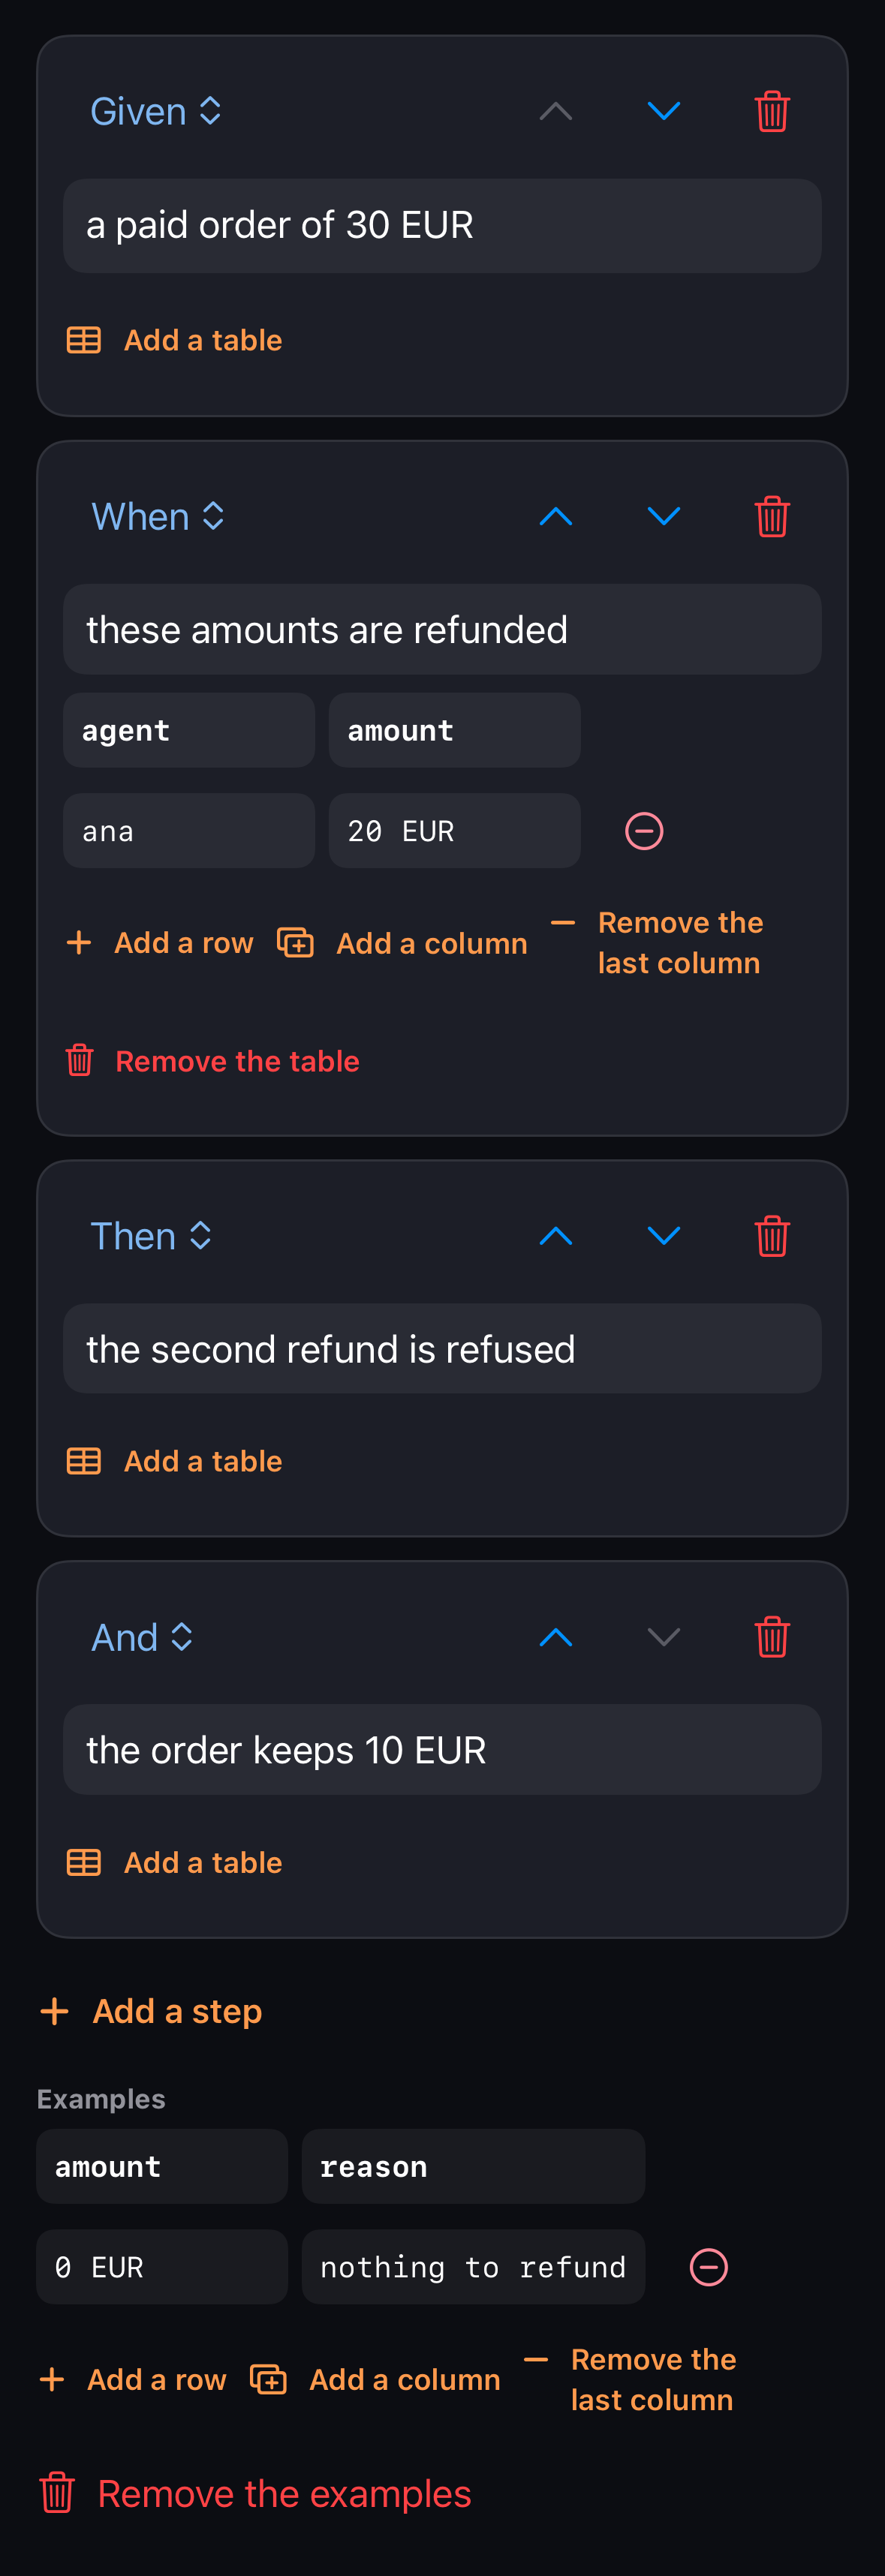 Given
a paid order of 30 EUR
Add a table
When
these amounts are refunded
agent amount
ana 20 EUR
Add a row Add a column Remove the
last column
Remove the table
Then
the second refund is refused
Add a table
And
the order keeps 10 EUR
Add a table
Add a step
Examples
amount reason
0 EUR nothing to refund
Add a row Add a column Remove the
last column
Remove the examples